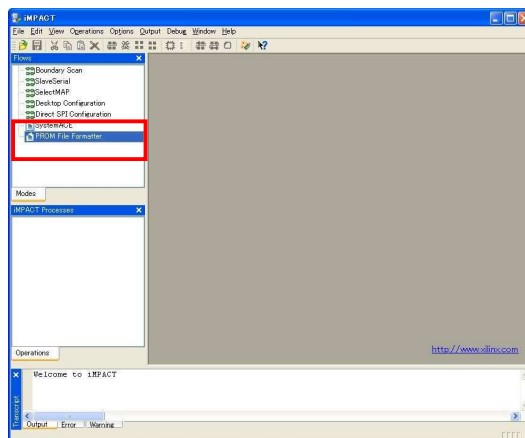 iMPACT
File Edit View Operations Options Output Debug Window Help
Flows
Boundary Scan
SlaveSerial
SelectMAP
Desktop Configuration
Direct SPI Configuration
SystemACE
PROM File Formatter
Modes
iMPACT Processes
Operations
http://www.xilinx.com
Welcome to iMPACT
Transcript
Output Error Warning